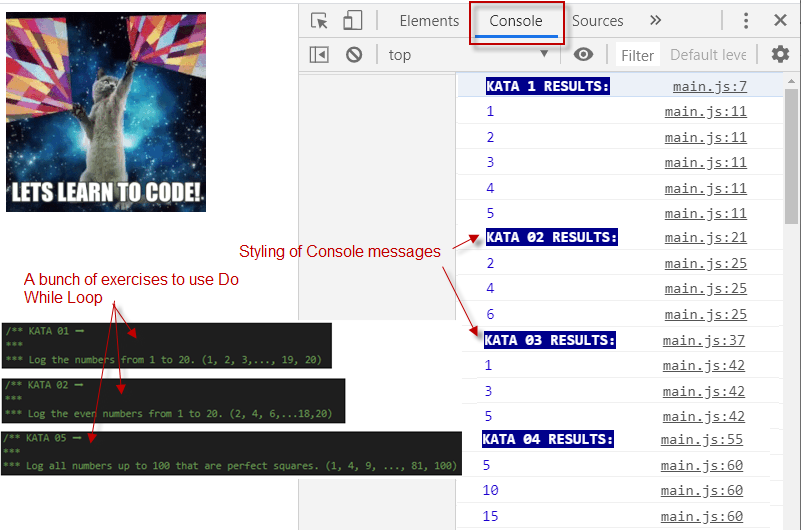 LETS LEARN TO CODE!
Elements Console Sources »
top Filter Default leve
KATA 1 RESULTS: main.js:7
1 main.js:11
2 main.js:11
3 main.js:11
4 main.js:11
5 main.js:11
KATA 02 RESULTS: main.js:21
2 main.js:25
4 main.js:25
6 main.js:25
KATA 03 RESULTS: main.js:37
1 main.js:42
3 main.js:42
5 main.js:42
KATA 04 RESULTS: main.js:55
5 main.js:60
10 main.js:60
15 main.js:60
Styling of Console messages
A bunch of exercises to use Do
While Loop
/** KATA 01 —
***
*** Log the numbers from 1 to 20. (1, 2, 3,..., 19, 20)
/** KATA 02 —
***
*** Log the even numbers from 1 to 20. (2, 4, 6,...18,20)
/** KATA 05 —
***
*** Log all numbers up to 100 that are perfect squares. (1, 4, 9, ..., 81, 100)